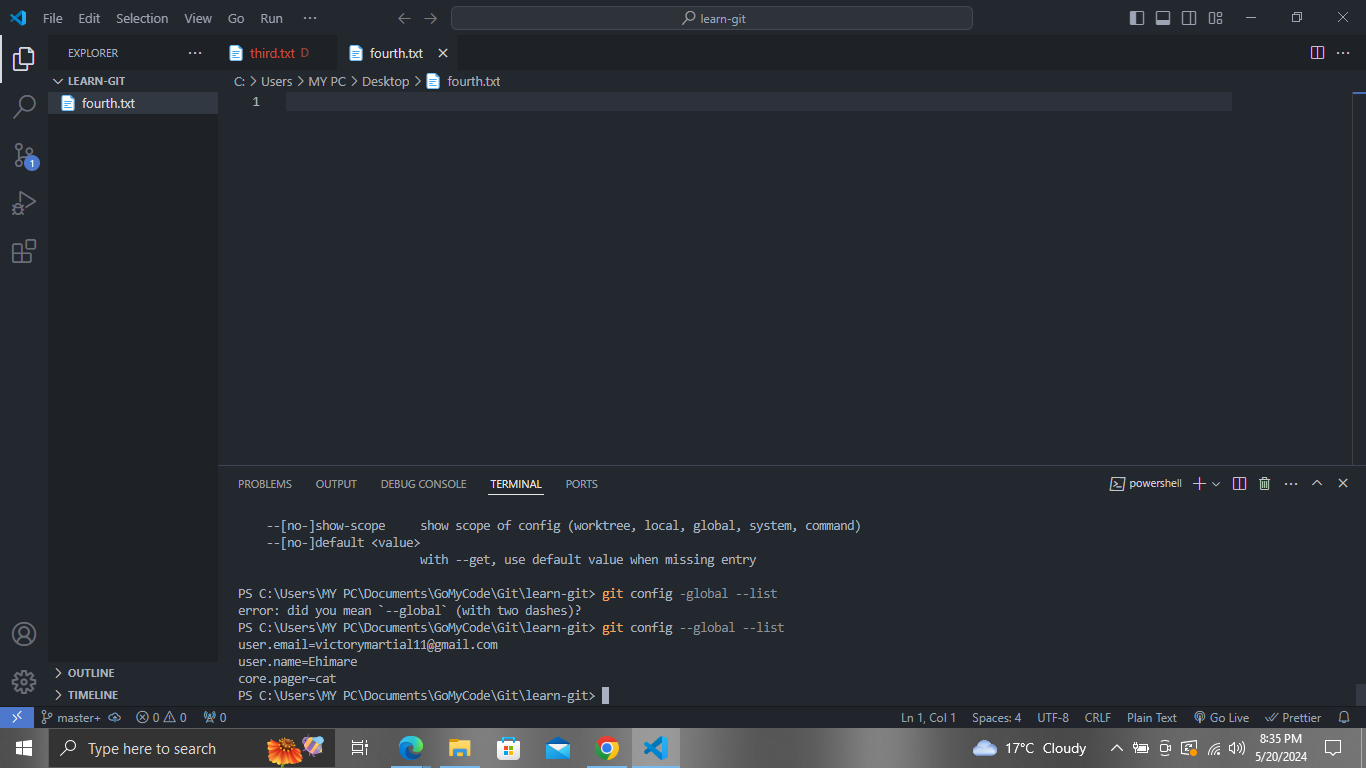 File Edit Selection View Go Run ··· learn-git
EXPLORER ···
third.txt D
fourth.txt
LEARN-GIT
C: > Users > MY PC > Desktop > fourth.txt
fourth.txt
1
1
PROBLEMS OUTPUT DEBUG CONSOLE TERMINAL PORTS
powershell
--[no-]show-scope show scope of config (worktree, local, global, system, command)
--[no-]default <value>
with --get, use default value when missing entry
PS C:\Users\MY PC\Documents\GoMyCode\Git\learn-git> git config -global --list
error: did you mean `--global` (with two dashes)?
PS C:\Users\MY PC\Documents\GoMyCode\Git\learn-git> git config --global --list
user.email=victorymartial11@gmail.com
user.name=Ehimare
core.pager=cat
PS C:\Users\MY PC\Documents\GoMyCode\Git\learn-git>
OUTLINE
TIMELINE
master+ 0 0 0 Ln 1, Col 1 Spaces: 4 UTF-8 CRLF Plain Text Go Live Prettier
Type here to search
17°C Cloudy
8:35 PM
5/20/2024